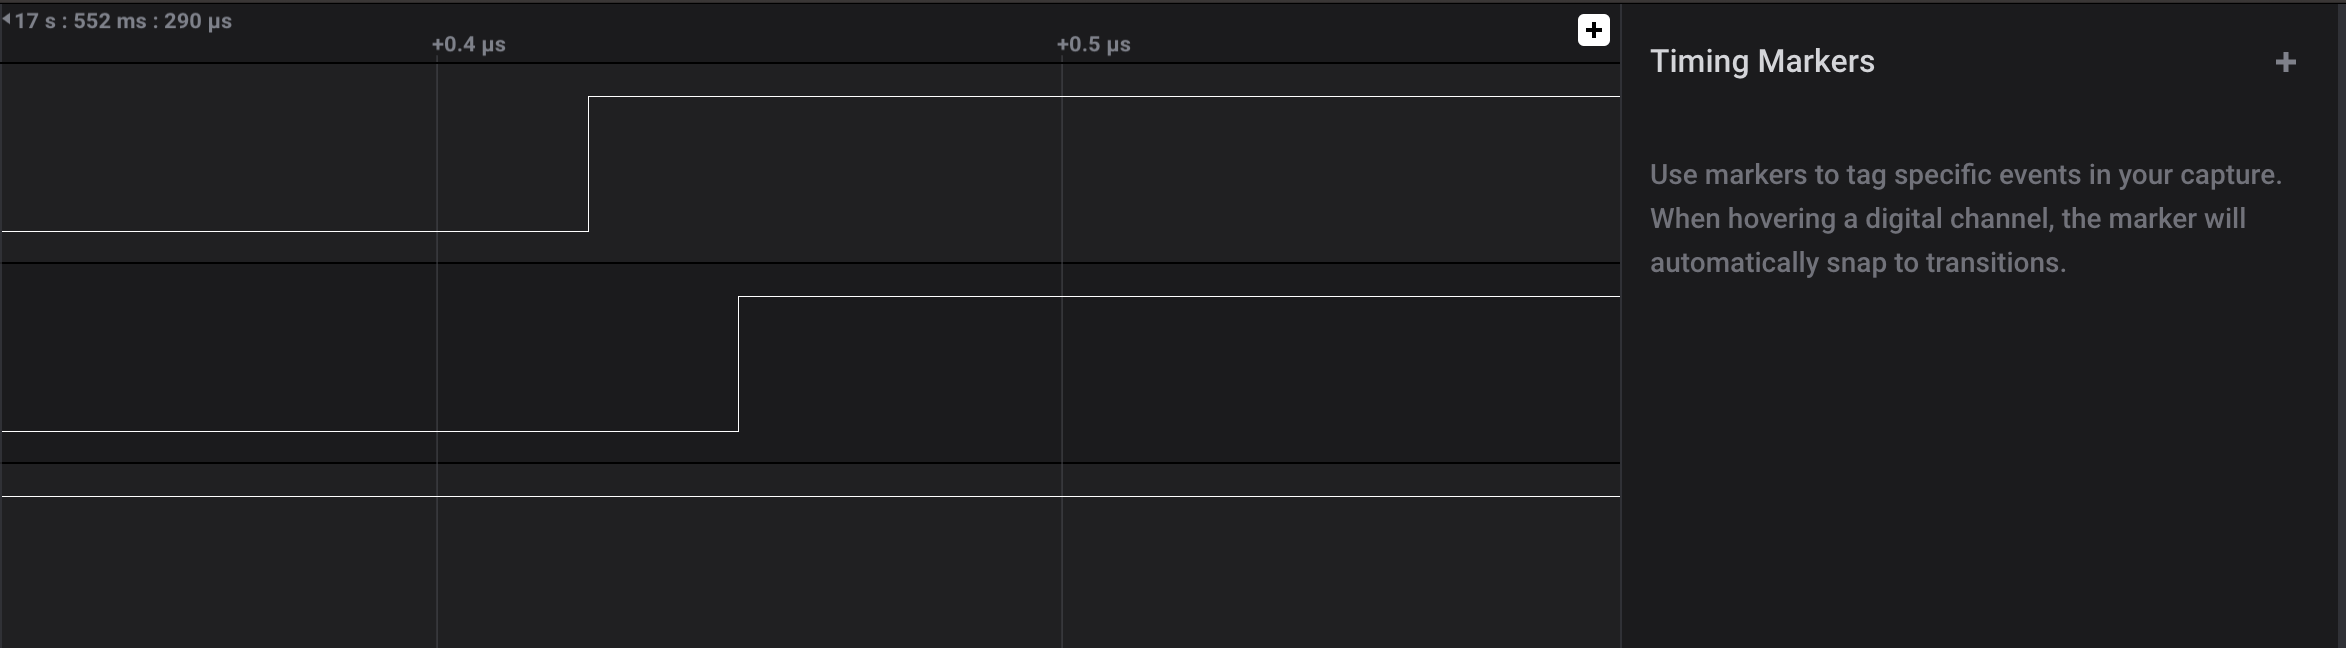 17 s : 552 ms : 290 µs
+0.4 µs
+0.5 µs
+
Timing Markers
+
Use markers to tag specific events in your capture.
When hovering a digital channel, the marker will
automatically snap to transitions.